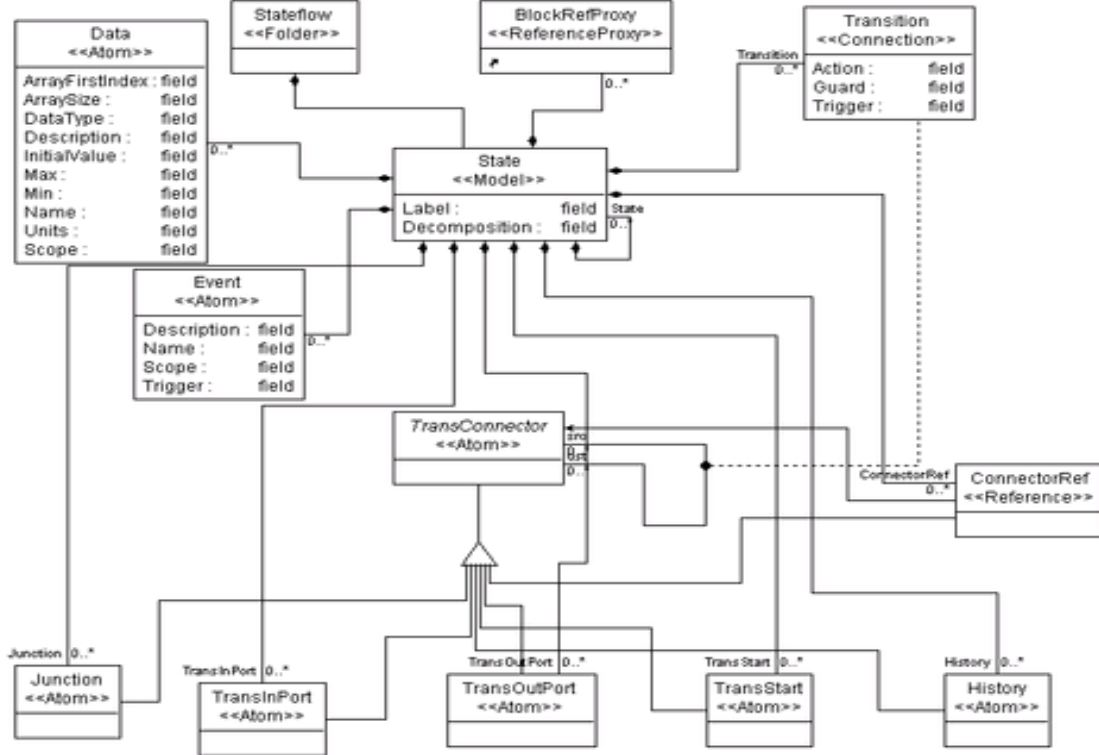 Data
<<Atom>>
ArrayFirstIndex : field
ArraySize : field
DataType : field
Description : field
InitialValue : field
Max : field
Min : field
Name : field
Units : field
Scope : field
0..*
Stateflow
<<Folder>>
BlockRefProxy
<<ReferenceProxy>>
0..*
Transition
<<Connection>>
Action : field
Guard : field
Trigger : field
Transition
0..*
State
<<Model>>
Label : field
Decomposition : field
State
0..*
Event
<<Atom>>
Description : field
Name : field
Scope : field
Trigger : field
0..*
TransConnector
<<Atom>>
src
0..
dst
0..
ConnectorRef
0..*
ConnectorRef
<<Reference>>
Junction 0..*
Junction
<<Atom>>
TransInPort 0..*
TransInPort
<<Atom>>
TransOutPort 0..*
TransOutPort
<<Atom>>
TransStart 0..*
TransStart
<<Atom>>
History 0..*
History
<<Atom>>